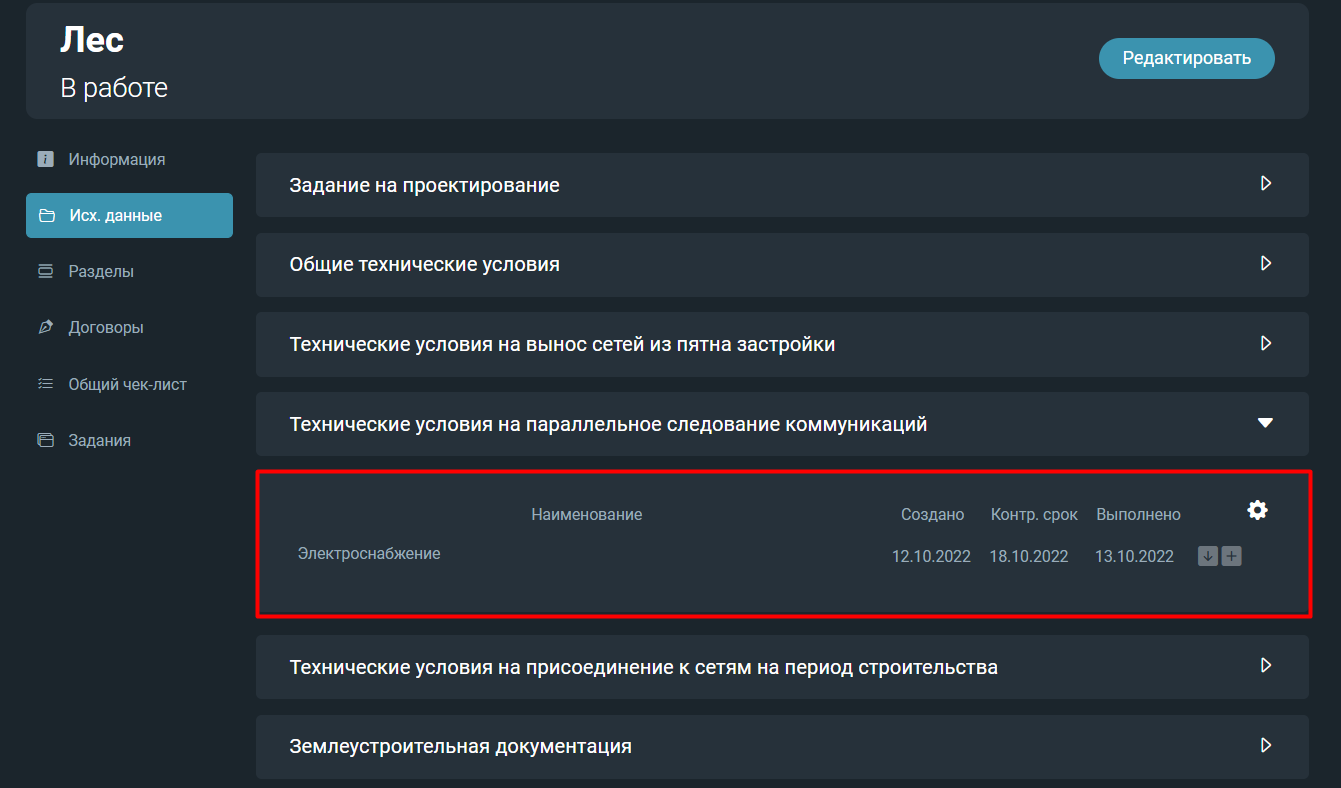 Лес
В работе
Редактировать
Информация
Исх. данные
Разделы
Договоры
Общий чек-лист
Задания
Задание на проектирование
Общие технические условия
Технические условия на вынос сетей из пятна застройки
Технические условия на параллельное следование коммуникаций
Наименование Создано Контр. срок Выполнено
Электроснабжение 12.10.2022 18.10.2022 13.10.2022
Технические условия на присоединение к сетям на период строительства
Землеустроительная документация